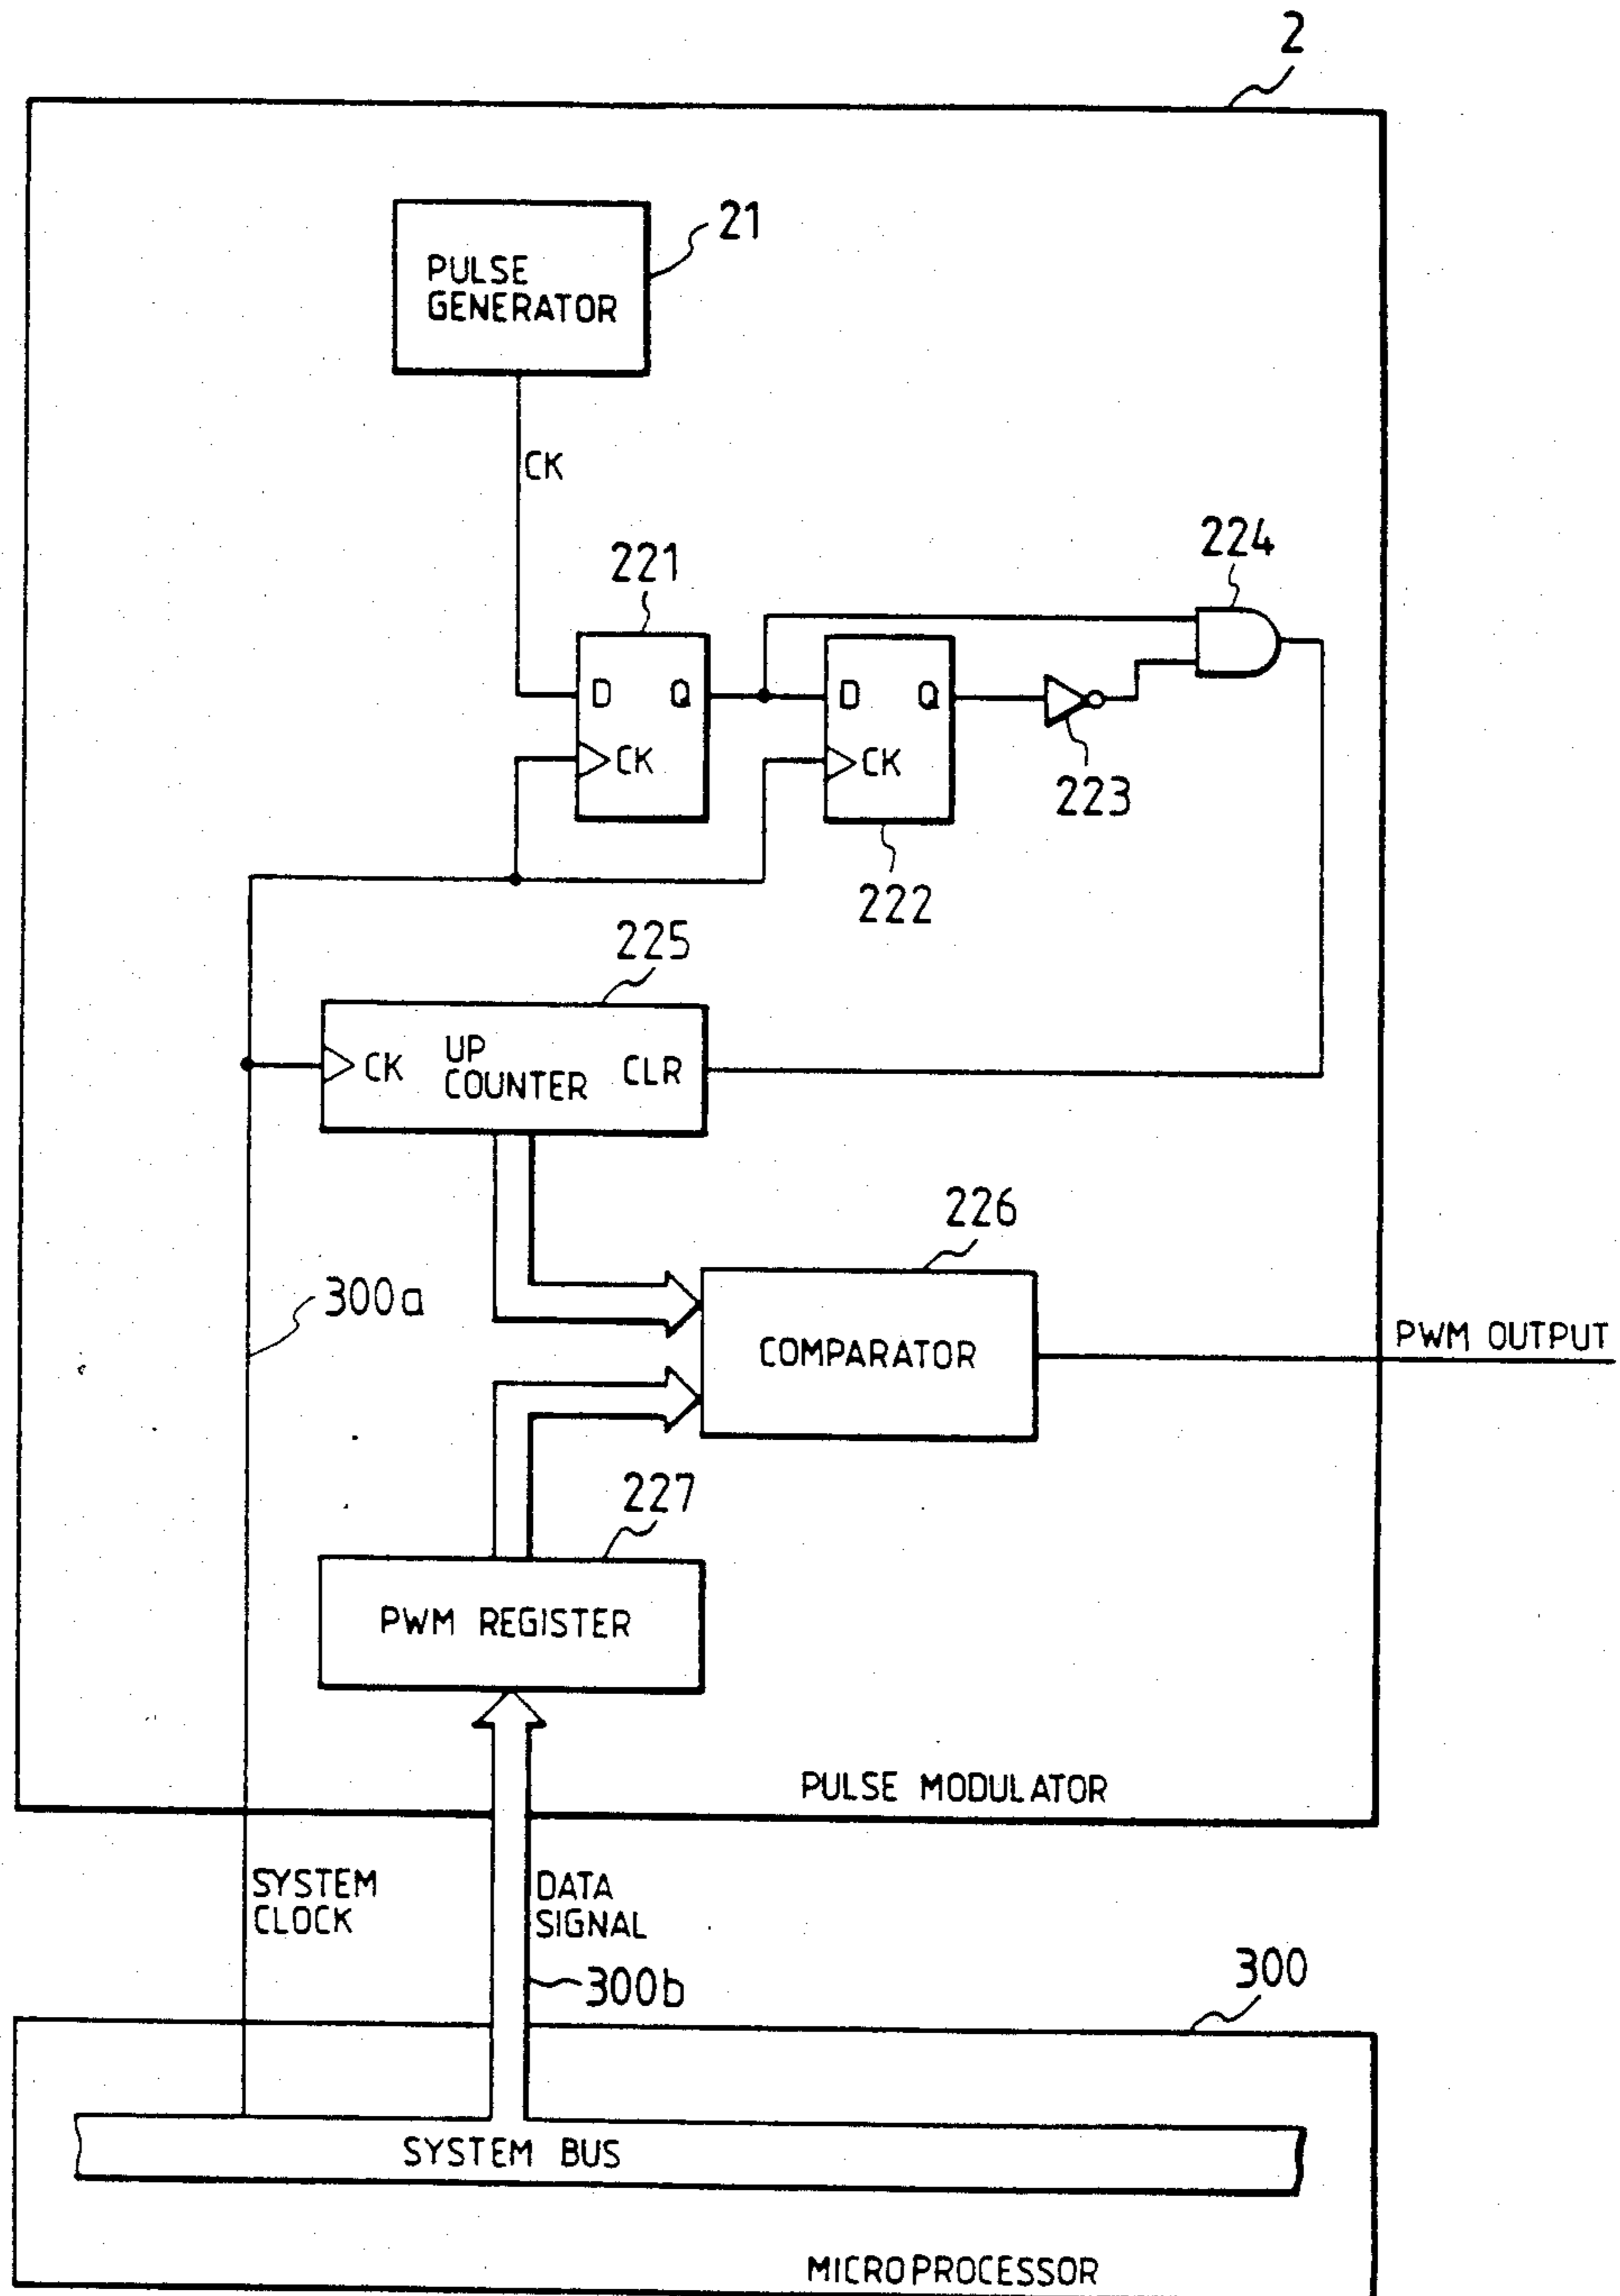 2
21
PULSE
GENERATOR
CK
224
221
D Q
D Q
CK
CK
223
222
225
CK
UP
COUNTER
CLR
226
300a
COMPARATOR
PWM OUTPUT
227
PWM REGISTER
PULSE MODULATOR
SYSTEM
CLOCK
DATA
SIGNAL
300b
300
SYSTEM BUS
MICROPROCESSOR